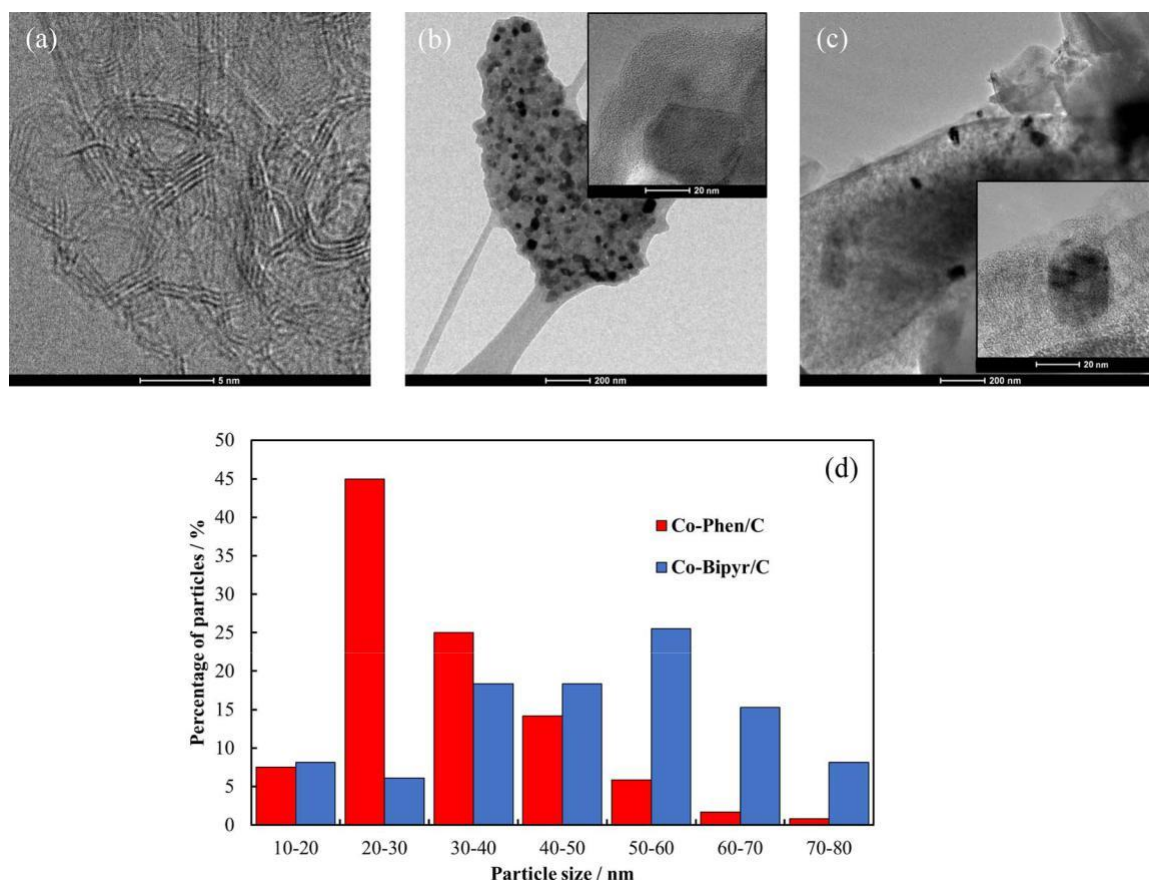 (a)
5 nm
(b)
20 nm
200 nm
(c)
20 nm
200 nm
(d)
Percentage of particles / %
50
45
40
35
30
25
20
15
10
5
0
Co-Phen/C
Co-Bipyr/C
10-20 20-30 30-40 40-50 50-60 60-70 70-80
Particle size / nm